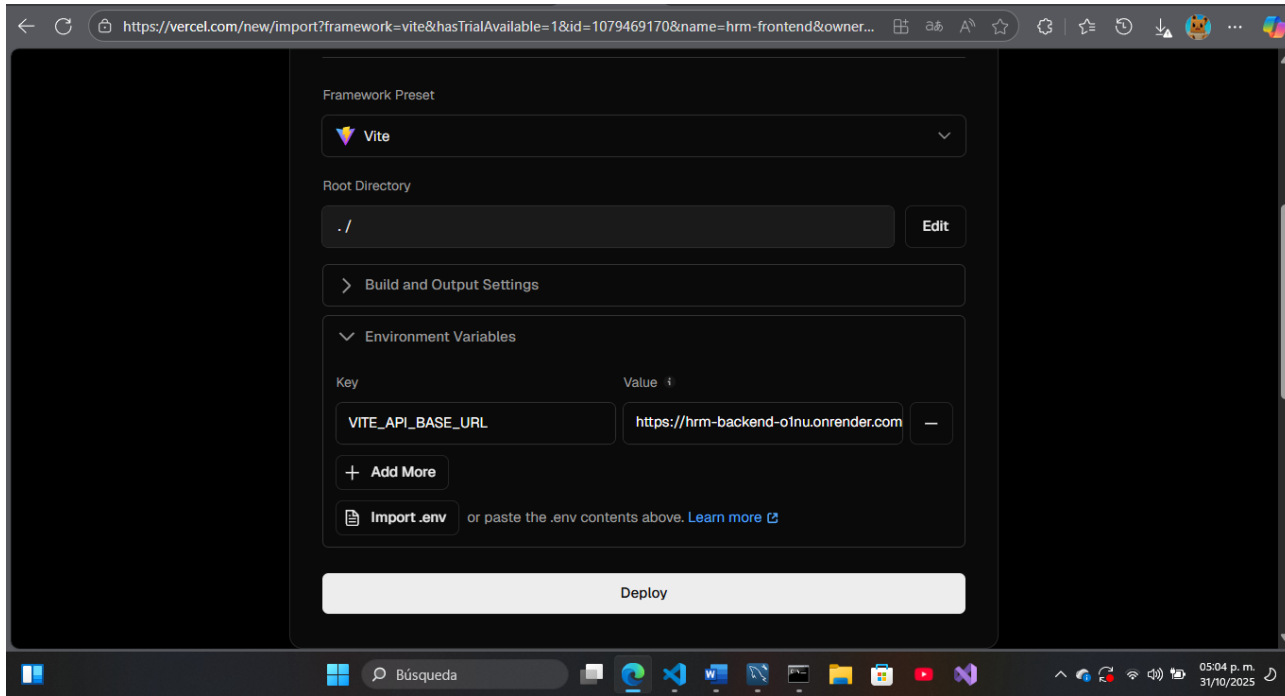 https://vercel.com/new/import?framework=vite&hasTrialAvailable=1&id=1079469170&name=hrm-frontend&owner...
Framework Preset
Vite
Root Directory
./
Edit
Build and Output Settings
Environment Variables
Key
Value
VITE_API_BASE_URL
https://hrm-backend-o1nu.onrender.com
Add More
Import .env or paste the .env contents above. Learn more
Deploy
Búsqueda
05:04 p. m.
31/10/2025